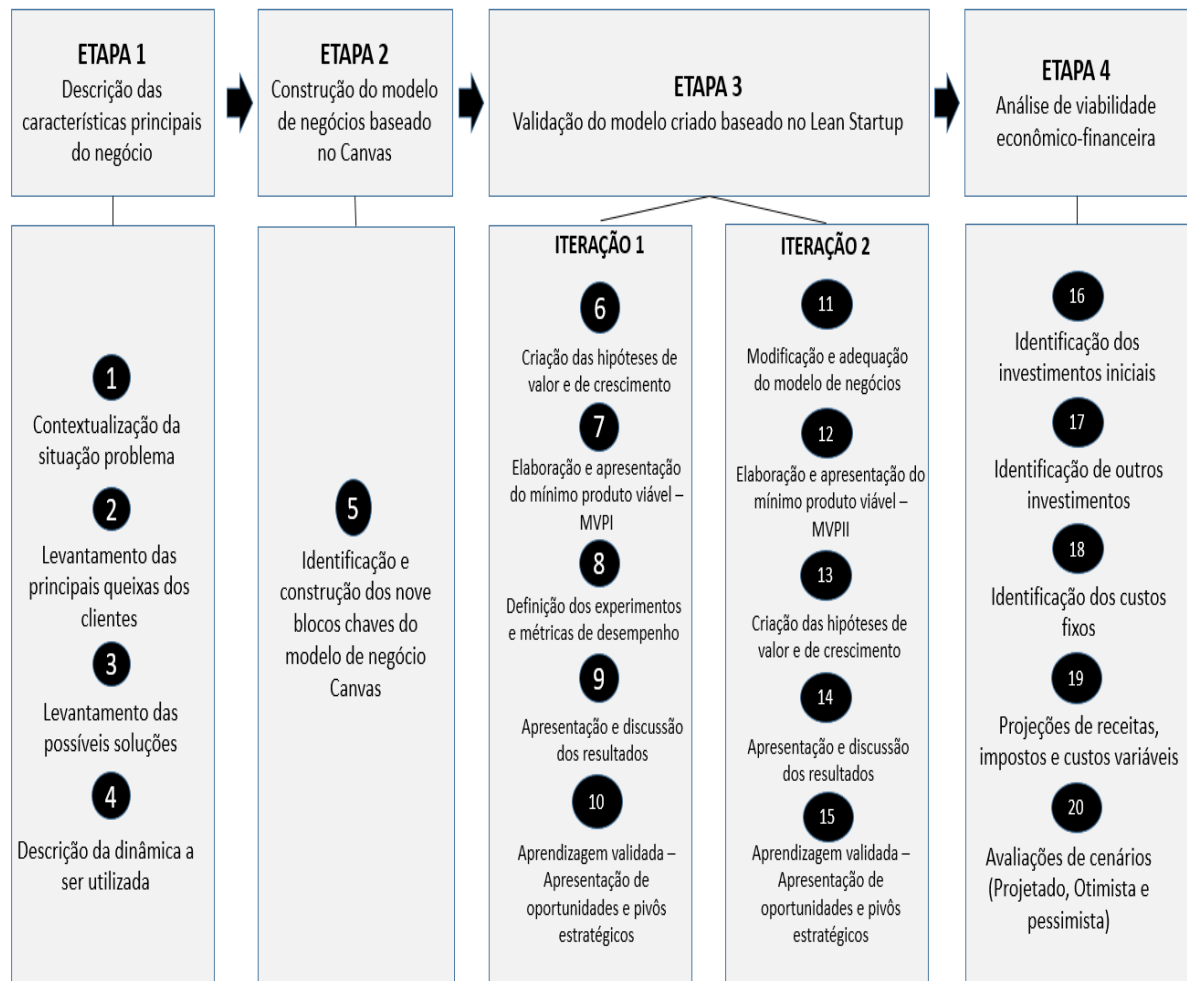 ETAPA 1
Descrição das
características principais
do negócio
ETAPA 2
Construção do modelo
de negócios baseado
no Canvas
ETAPA 3
Validação do modelo criado baseado no Lean Startup
ETAPA 4
Análise de viabilidade
econômico-financeira
1
Contextualização da
situação problema
2
Levantamento das
principais queixas dos
clientes
3
Levantamento das
possíveis soluções
4
Descrição da dinâmica a
ser utilizada
5
Identificação e
construção dos nove
blocos chaves do
modelo de negócio
Canvas
ITERAÇÃO 1
6
Criação das hipóteses de
valor e de crescimento
7
Elaboração e apresentação
do mínimo produto viável –
MVPI
8
Definição dos experimentos
e métricas de desempenho
9
Apresentação e discussão
dos resultados
10
Aprendizagem validada –
Apresentação de
oportunidades e pivôs
estratégicos
ITERAÇÃO 2
11
Modificação e adequação
do modelo de negócios
12
Elaboração e apresentação do
mínimo produto viável –
MVPII
13
Criação das hipóteses de
valor e de crescimento
14
Apresentação e discussão
dos resultados
15
Aprendizagem validada –
Apresentação de
oportunidades e pivôs
estratégicos
16
Identificação dos
investimentos iniciais
17
Identificação de outros
investimentos
18
Identificação dos custos
fixos
19
Projeções de receitas,
impostos e custos variáveis
20
Avaliações de cenários
(Projetado, Otimista e
pessimista)